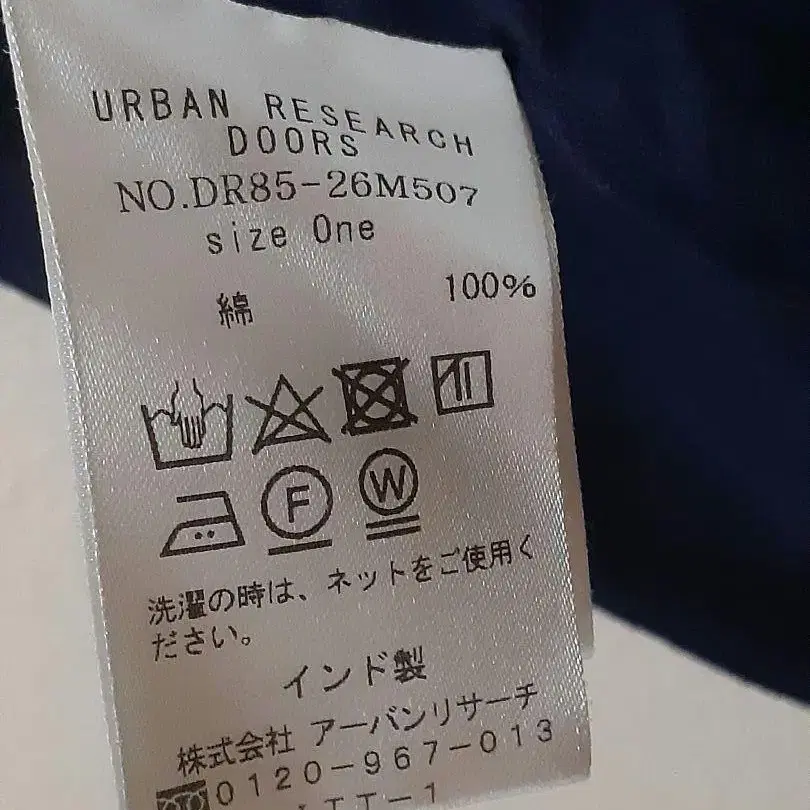 URBAN RESEARCH
DOORS
NO.DR85-26M507
size One
綿 100%
F W
洗濯の時は、ネットをご使用く
ださい。
インド製
株式会社 アーバンリサーチ
0120-967-013